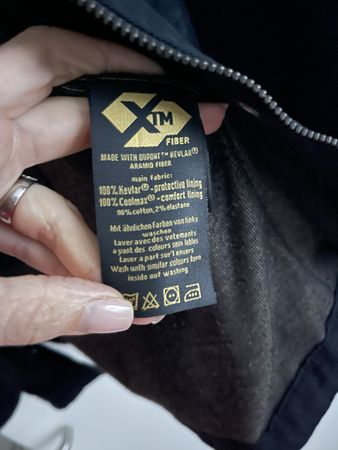 XTM
FIBER
MADE WITH DUPONT™ KEVLAR®
ARAMID FIBER
main fabric:
100% Kevlar® - protective lining
100% Coolmax® - comfort lining
98% cotton, 2% elastane
Mit ähnlichen Farben von links
waschen
Laver avec des vetements
ayant des colours sem lables
Laver a part sur'l envers
Wash with similar colours turn
inside out washing